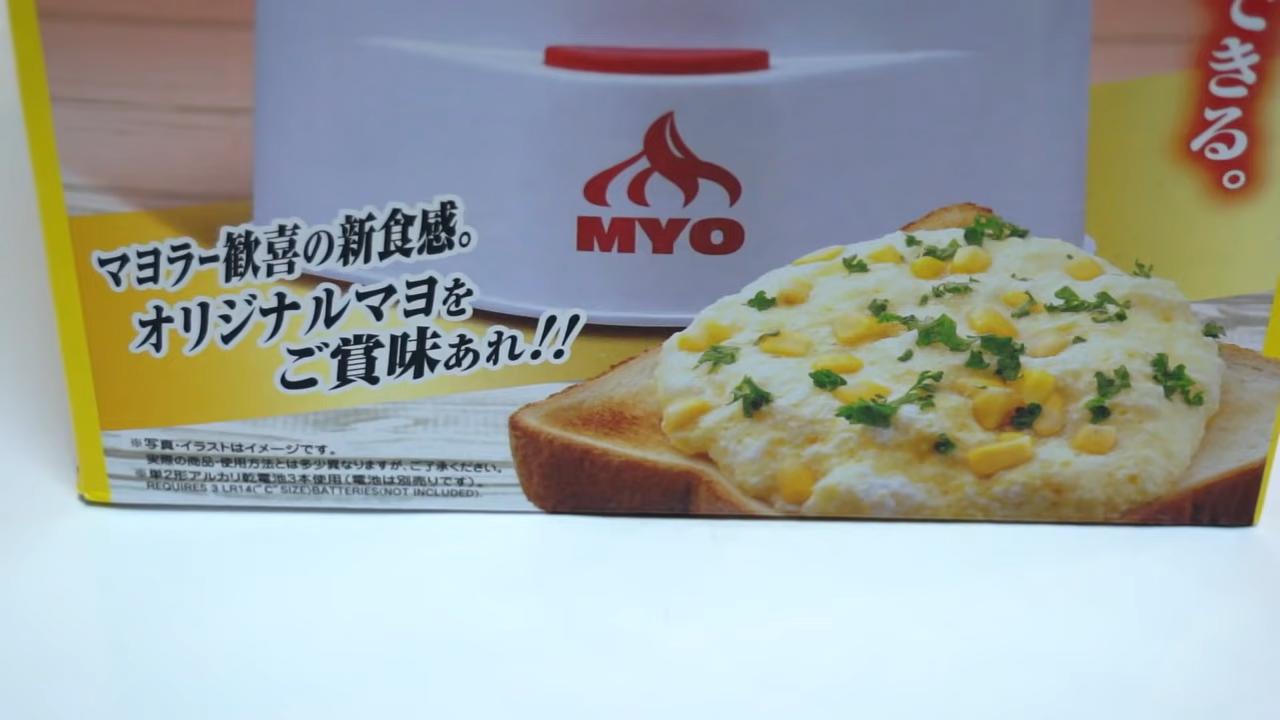 できる。
MYO
マヨラー歓喜の新食感。
オリジナルマヨを
ご賞味あれ!!
※写真・イラストはイメージです。
実際の商品・使用方法とは多少異なりますが、ご了承ください。
※単2形アルカリ乾電池3本使用(電池は別売りです)。
REQUIRES 3 LR14("C"SIZE)BATTERIES(NOT INCLUDED).